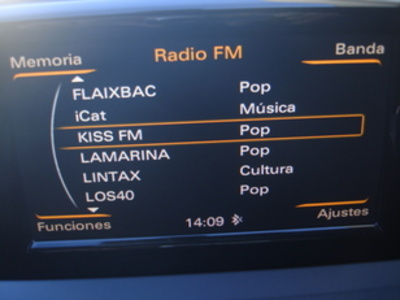 Memoria Radio FM Banda
FLAIXBAC Pop
iCat Música
KISS FM Pop
LAMARINA Pop
LINTAX Cultura
LOS40 Pop
Funciones 14:09 Ajustes